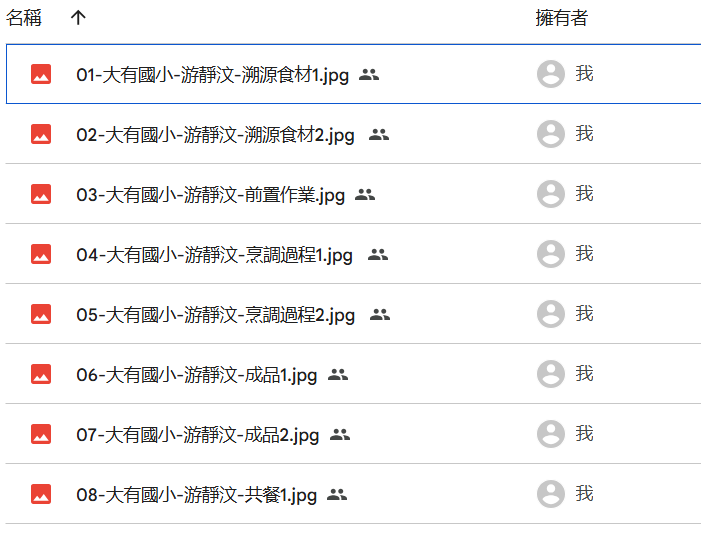 名稱 擁有者
01-大有國小-游靜汶-溯源食材1.jpg 我
02-大有國小-游靜汶-溯源食材2.jpg 我
03-大有國小-游靜汶-前置作業.jpg 我
04-大有國小-游靜汶-烹調過程1.jpg 我
05-大有國小-游靜汶-烹調過程2.jpg 我
06-大有國小-游靜汶-成品1.jpg 我
07-大有國小-游靜汶-成品2.jpg 我
08-大有國小-游靜汶-共餐1.jpg 我